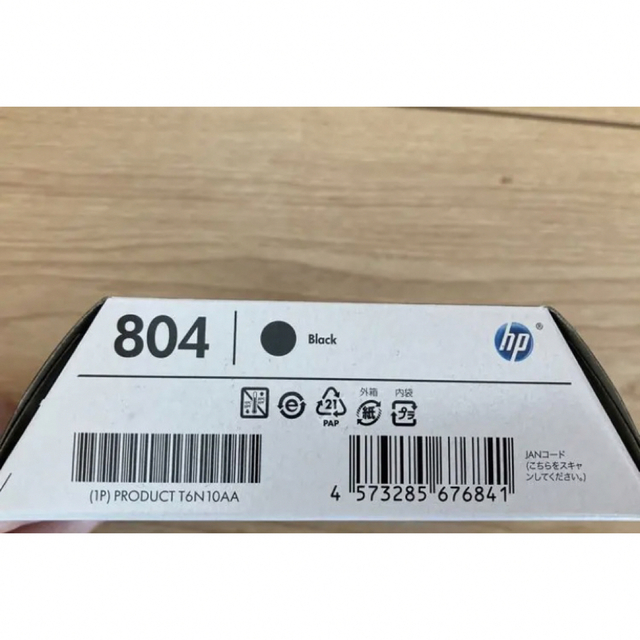 804
Black
hp
®
外箱 内袋
21 紙 プラ
PAP
JANコード
(こちらをスキャ
ンしてください。)
(1P) PRODUCT T6N10AA
4 573285 676841